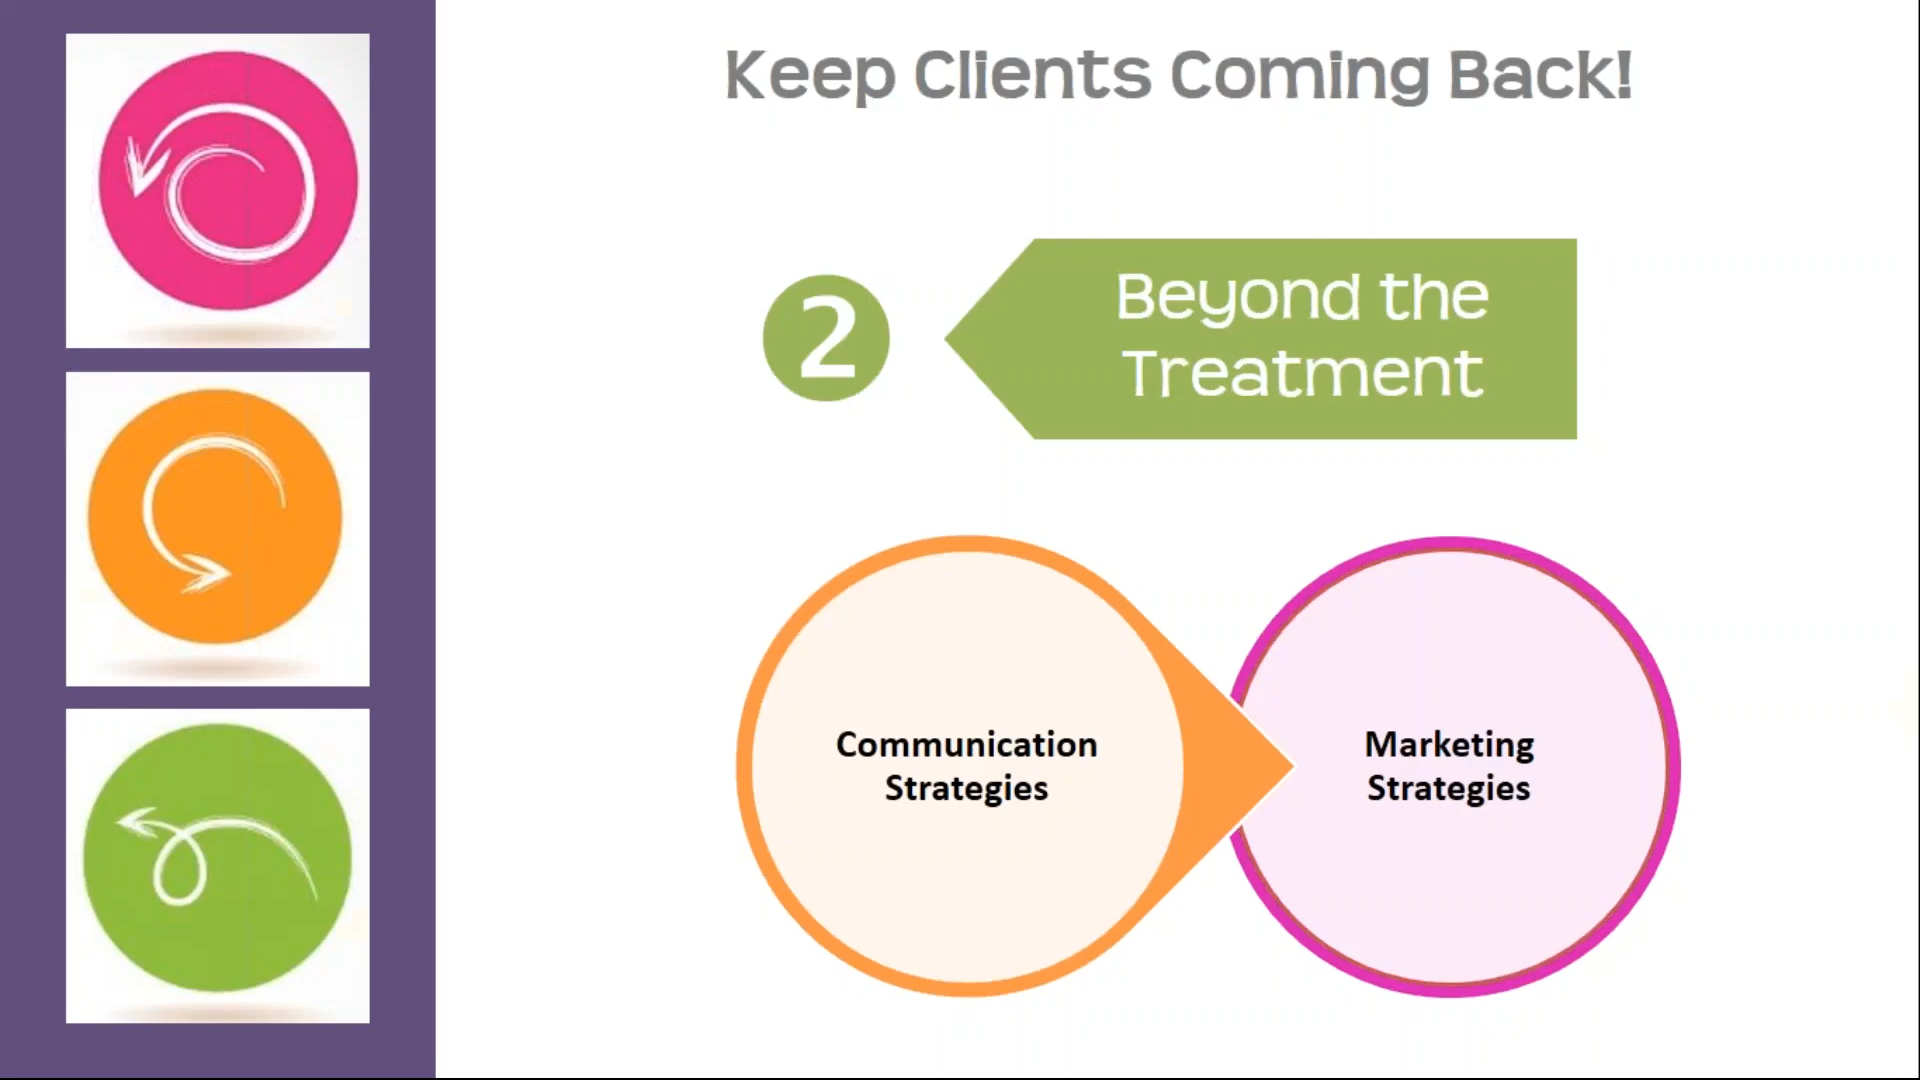 Keep Clients Coming Back!
2
Beyond the
Treatment
Communication
Strategies
Marketing
Strategies